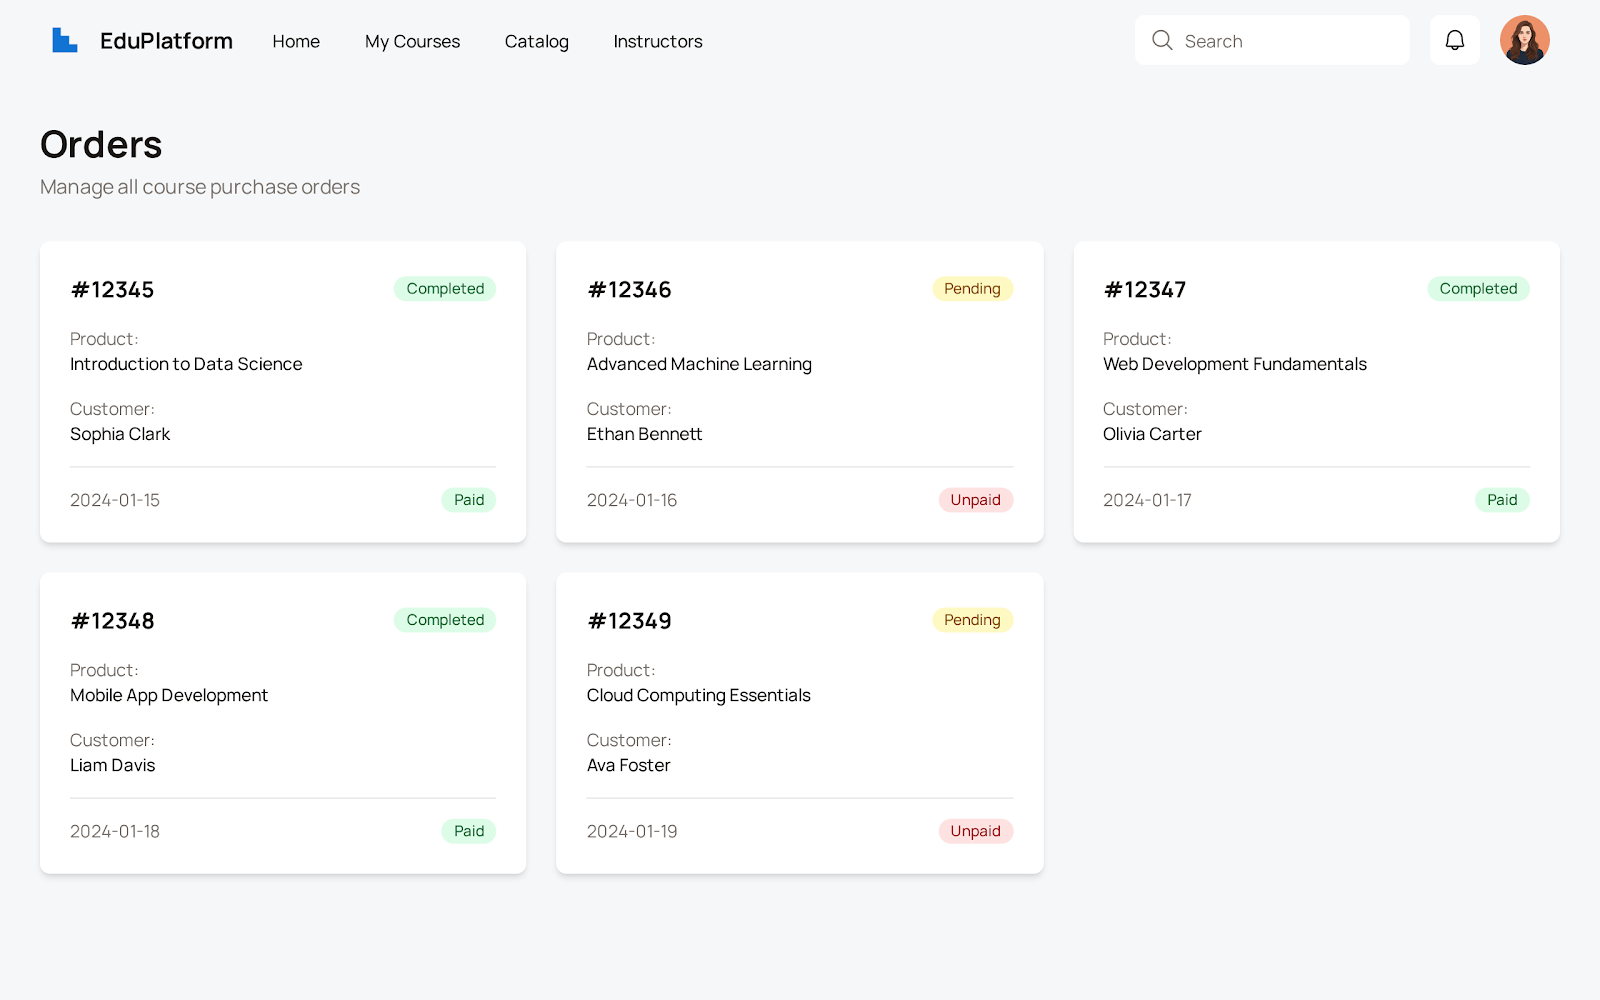 EduPlatform
Home
My Courses
Catalog
Instructors
Search
Orders
Manage all course purchase orders
#12345
Completed
Product:
Introduction to Data Science
Customer:
Sophia Clark
2024-01-15
Paid
#12346
Pending
Product:
Advanced Machine Learning
Customer:
Ethan Bennett
2024-01-16
Unpaid
#12347
Completed
Product:
Web Development Fundamentals
Customer:
Olivia Carter
2024-01-17
Paid
#12348
Completed
Product:
Mobile App Development
Customer:
Liam Davis
2024-01-18
Paid
#12349
Pending
Product:
Cloud Computing Essentials
Customer:
Ava Foster
2024-01-19
Unpaid